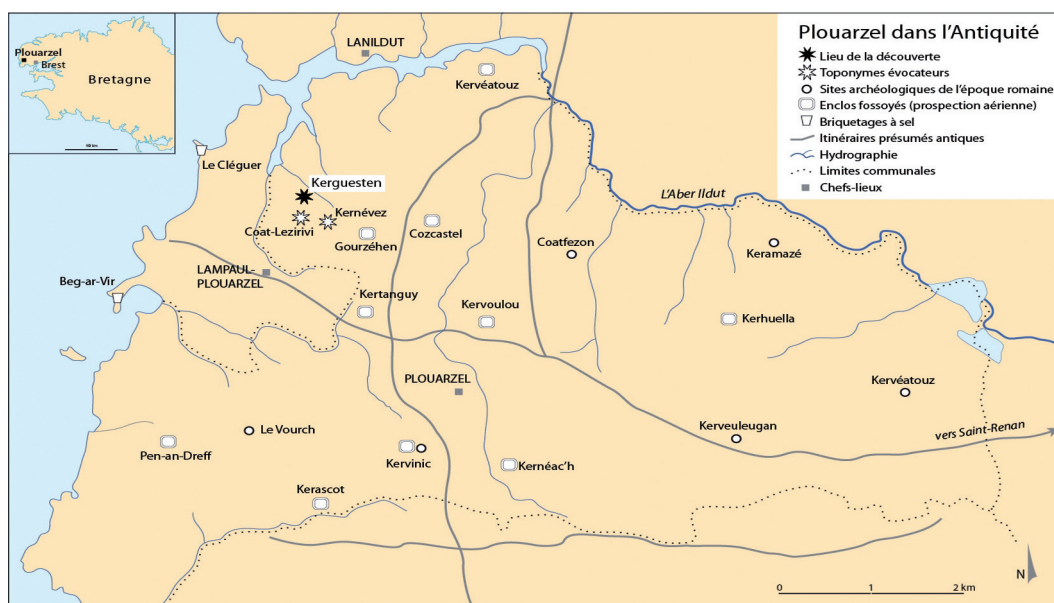 Plouarzel
Brest
Bretagne
50 km
LANILDUT
Kervéatouz
Plouarzel dans l'Antiquité
Lieu de la découverte
Toponymes évocateurs
Sites archéologiques de l'époque romaine
Enclos fossoyés (prospection aérienne)
Briquetages à sel
Itinéraires présumés antiques
Hydrographie
Limites communales
Chefs-lieux
Le Cléguer
Kerguesten
L'Aber Ildut
Kernévez
Coat-Lezirivi
Gourzéhen
Cozcastel
Coatfezon
Keramazé
LAMPAUL-
PLOUARZEL
Beg-ar-Vir
Kertanguy
Kervoulou
Kerhuella
PLOUARZEL
Kervéatouz
Le Vourch
Kerveuleugan
vers Saint-Renan
Pen-an-Dreff
Kervinic
Kernéac'h
Kerascot
N
0 1 2 km